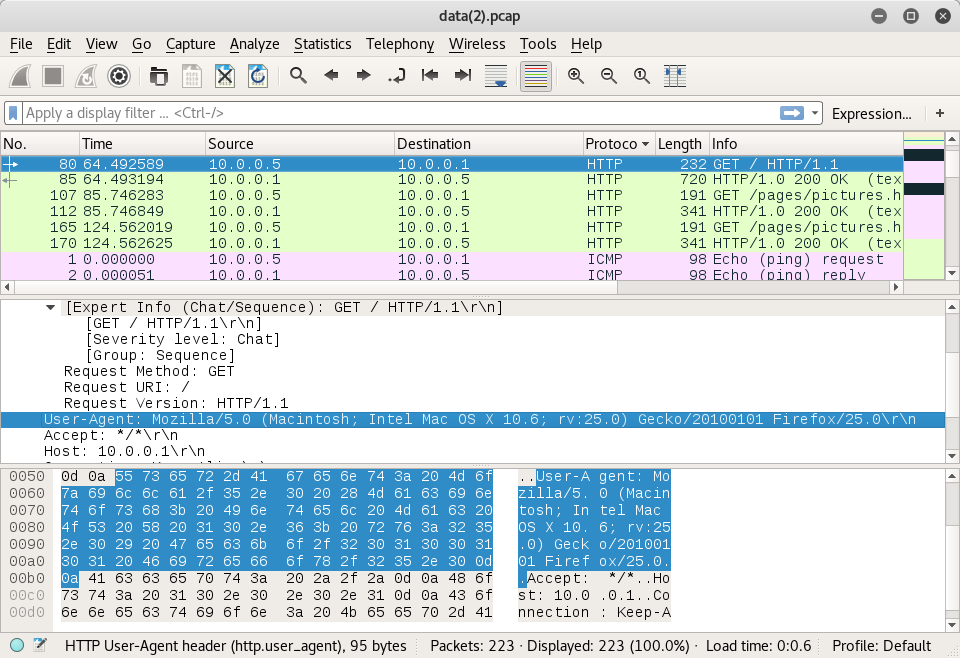 data(2).pcap
File Edit View Go Capture Analyze Statistics Telephony Wireless Tools Help
Apply a display filter ... <Ctrl-/> Expression... +
No. Time Source Destination Protoco Length Info
80 64.492589 10.0.0.5 10.0.0.1 HTTP 232 GET / HTTP/1.1
85 64.493194 10.0.0.1 10.0.0.5 HTTP 720 HTTP/1.0 200 OK (tex
107 85.746283 10.0.0.5 10.0.0.1 HTTP 191 GET /pages/pictures.h
112 85.746849 10.0.0.1 10.0.0.5 HTTP 341 HTTP/1.0 200 OK (tex
165 124.562019 10.0.0.5 10.0.0.1 HTTP 191 GET /pages/pictures.h
170 124.562625 10.0.0.1 10.0.0.5 HTTP 341 HTTP/1.0 200 OK (tex
1 0.000000 10.0.0.5 10.0.0.1 ICMP 98 Echo (ping) request
2 0.000051 10.0.0.1 10.0.0.5 ICMP 98 Echo (ping) reply
[Expert Info (Chat/Sequence): GET / HTTP/1.1\r\n]
[GET / HTTP/1.1\r\n]
[Severity level: Chat]
[Group: Sequence]
Request Method: GET
Request URI: /
Request Version: HTTP/1.1
User-Agent: Mozilla/5.0 (Macintosh; Intel Mac OS X 10.6; rv:25.0) Gecko/20100101 Firefox/25.0\r\n
Accept: */*\r\n
Host: 10.0.0.1\r\n
0050 0d 0a 55 73 65 72 2d 41 67 65 6e 74 3a 20 4d 6f ..User-A gent: Mo
0060 7a 69 6c 6c 61 2f 35 2e 30 20 28 4d 61 63 69 6e zilla/5. 0 (Macin
0070 74 6f 73 68 3b 20 49 6e 74 65 6c 20 4d 61 63 20 tosh; In tel Mac
0080 4f 53 20 58 20 31 30 2e 36 3b 20 72 76 3a 32 35 OS X 10. 6; rv:25
0090 2e 30 29 20 47 65 63 6b 6f 2f 32 30 31 30 30 31 .0) Geck o/201001
00a0 30 31 20 46 69 72 65 66 6f 78 2f 32 35 2e 30 0d 01 Firef ox/25.0.
00b0 0a 41 63 63 65 70 74 3a 20 2a 2f 2a 0d 0a 48 6f .Accept: */*..Ho
00c0 73 74 3a 20 31 30 2e 30 2e 30 2e 31 0d 0a 43 6f st: 10.0 .0.1..Co
00d0 6e 6e 65 63 74 69 6f 6e 3a 20 4b 65 65 70 2d 41 nnection : Keep-A
HTTP User-Agent header (http.user_agent), 95 bytes Packets: 223 · Displayed: 223 (100.0%) · Load time: 0:0.6 Profile: Default